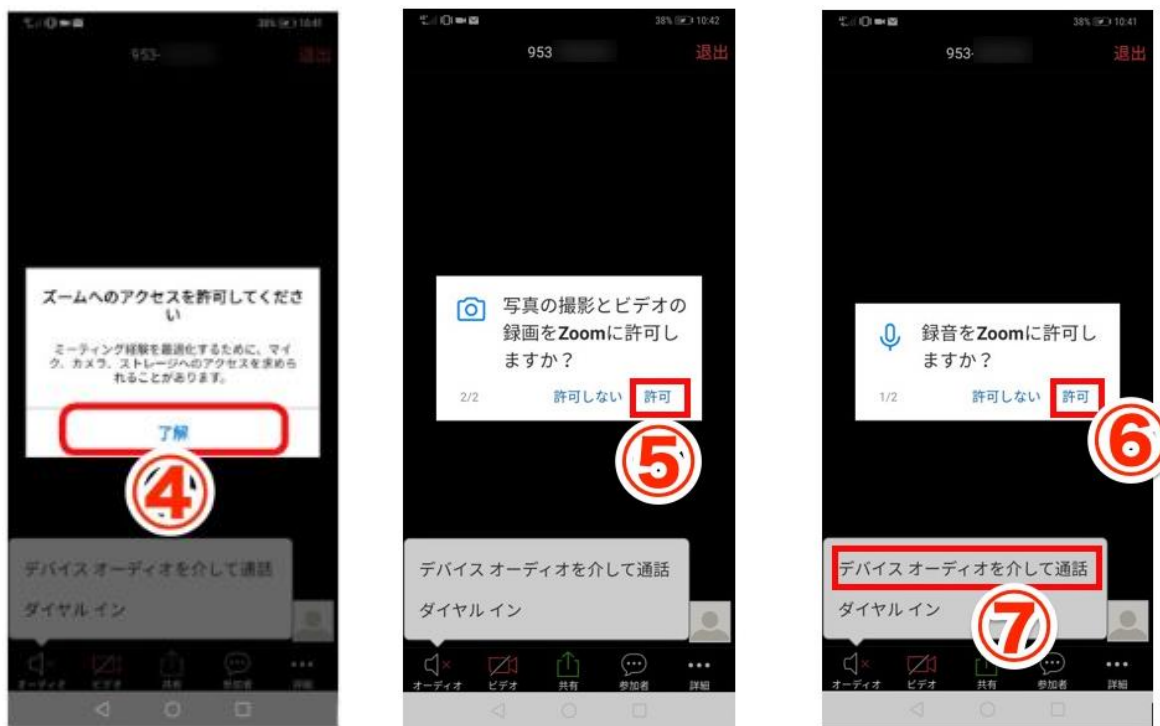 38% 10:41
953-
退出
ズームへのアクセスを許可してくださ
い
ミーティング経験を最適化するために、マイ
ク、カメラ、ストレージへのアクセスを求めら
れることがあります。
了解
④
デバイス オーディオを介して通話
ダイヤル イン
オーディオ ビデオ 共有 参加者 詳細
38% 10:42
953
退出
写真の撮影とビデオの
録画をZoomに許可し
ますか？
2/2 許可しない 許可
⑤
デバイス オーディオを介して通話
ダイヤル イン
オーディオ ビデオ 共有 参加者 詳細
38% 10:41
953-
退出
録音をZoomに許可し
ますか？
1/2 許可しない 許可
⑥
デバイス オーディオを介して通話
ダイヤル イン
⑦
オーディオ ビデオ 共有 参加者 詳細